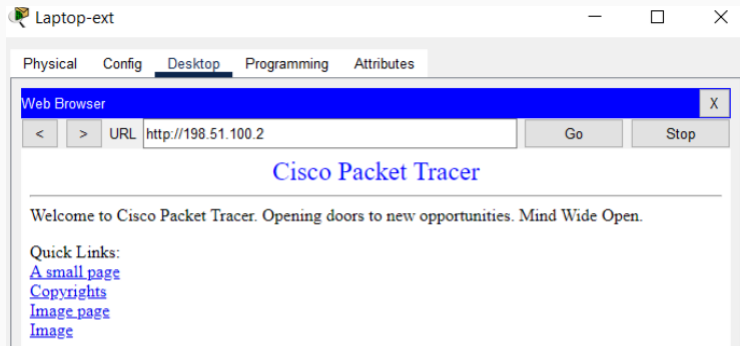 Laptop-ext
Physical Config Desktop Programming Attributes
Web Browser X
< > URL http://198.51.100.2 Go Stop
Cisco Packet Tracer
Welcome to Cisco Packet Tracer. Opening doors to new opportunities. Mind Wide Open.
Quick Links:
A small page
Copyrights
Image page
Image